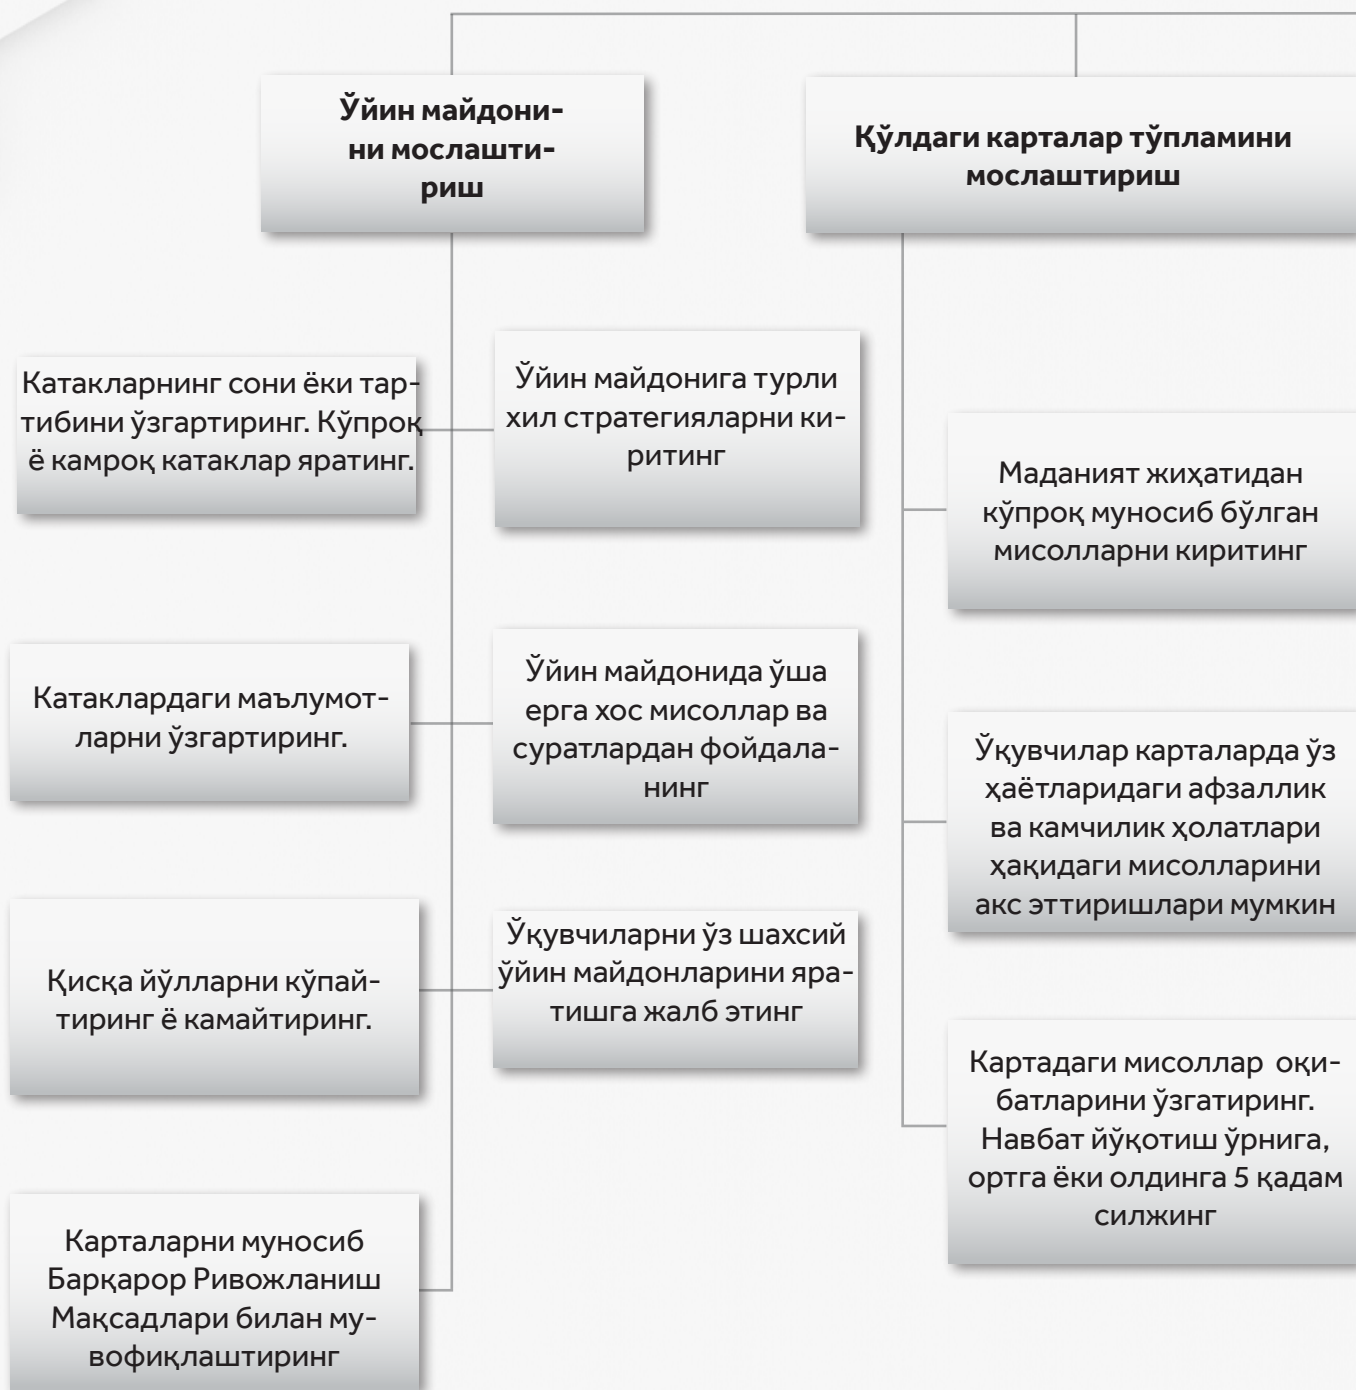 Ўйин майдони-
ни мослашти-
риш
Катакларнинг сони ёки тар-
тибини ўзгартиринг. Кўпроқ
ё камроқ катаклар яратинг.
Ўйин майдонига турли
хил стратегияларни ки-
ритинг
Катаклардаги маълумот-
ларни ўзгартиринг.
Ўйин майдонида ўша
ерга хос мисоллар ва
суратлардан фойдала-
нинг
Қисқа йўлларни кўпай-
тиринг ё камайтиринг.
Ўқувчиларни ўз шахсий
ўйин майдонларини яра-
тишга жалб этинг
Карталарни муносиб
Барқарор Ривожланиш
Мақсадлари билан му-
вофиқлаштиринг
Қўлдаги карталар тўпламини
мослаштириш
Маданият жиҳатидан
кўпроқ муносиб бўлган
мисолларни киритинг
Ўқувчилар карталарда ўз
ҳаётларидаги афзаллик
ва камчилик ҳолатлари
ҳақидаги мисолларини
акс эттиришлари мумкин
Картадаги мисоллар оқи-
батларини ўзгатиринг.
Навбат йўқотиш ўрнига,
ортга ёки олдинга 5 қадам
силжинг